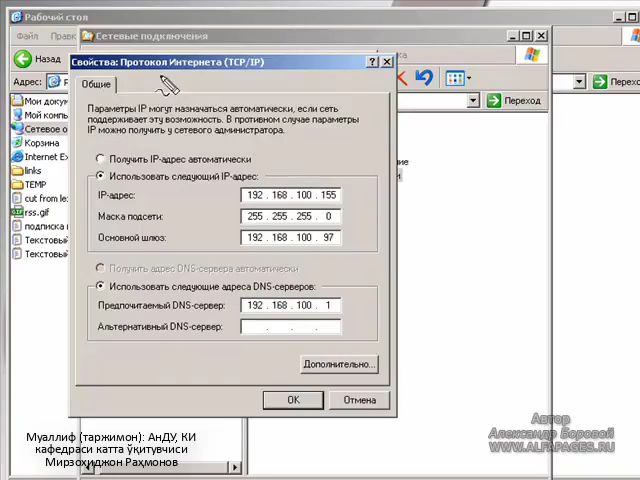 Рабочий стол
Файл
Правк
Сетевые подключения
Назад
Адрес:
Переход
Мои докум
Мой компь
Сетевое о
Корзина
Internet Ex
links
TEMP
cut from le
rss.gif
подписка
Текстовый
Текстовый
Свойства: Протокол Интернета (TCP/IP)
Общие
Параметры IP могут назначаться автоматически, если сеть
поддерживает эту возможность. В противном случае параметры
IP можно получить у сетевого администратора.
Получить IP-адрес автоматически
Использовать следующий IP-адрес:
IP-адрес: 192 . 168 . 100 . 155
Маска подсети: 255 . 255 . 255 . 0
Основной шлюз: 192 . 168 . 100 . 97
Получить адрес DNS-сервера автоматически
Использовать следующие адреса DNS-серверов:
Предпочитаемый DNS-сервер: 192 . 168 . 100 . 1
Альтернативный DNS-сервер: . . .
Дополнительно...
OK
Отмена
Переход
Муаллиф (таржимон): АнДУ, КИ
кафедраси катта ўқитувчиси
Мирзохиджон Раҳмонов
Автор
Александр Боровой
WWW.ALFAPAGES.RU